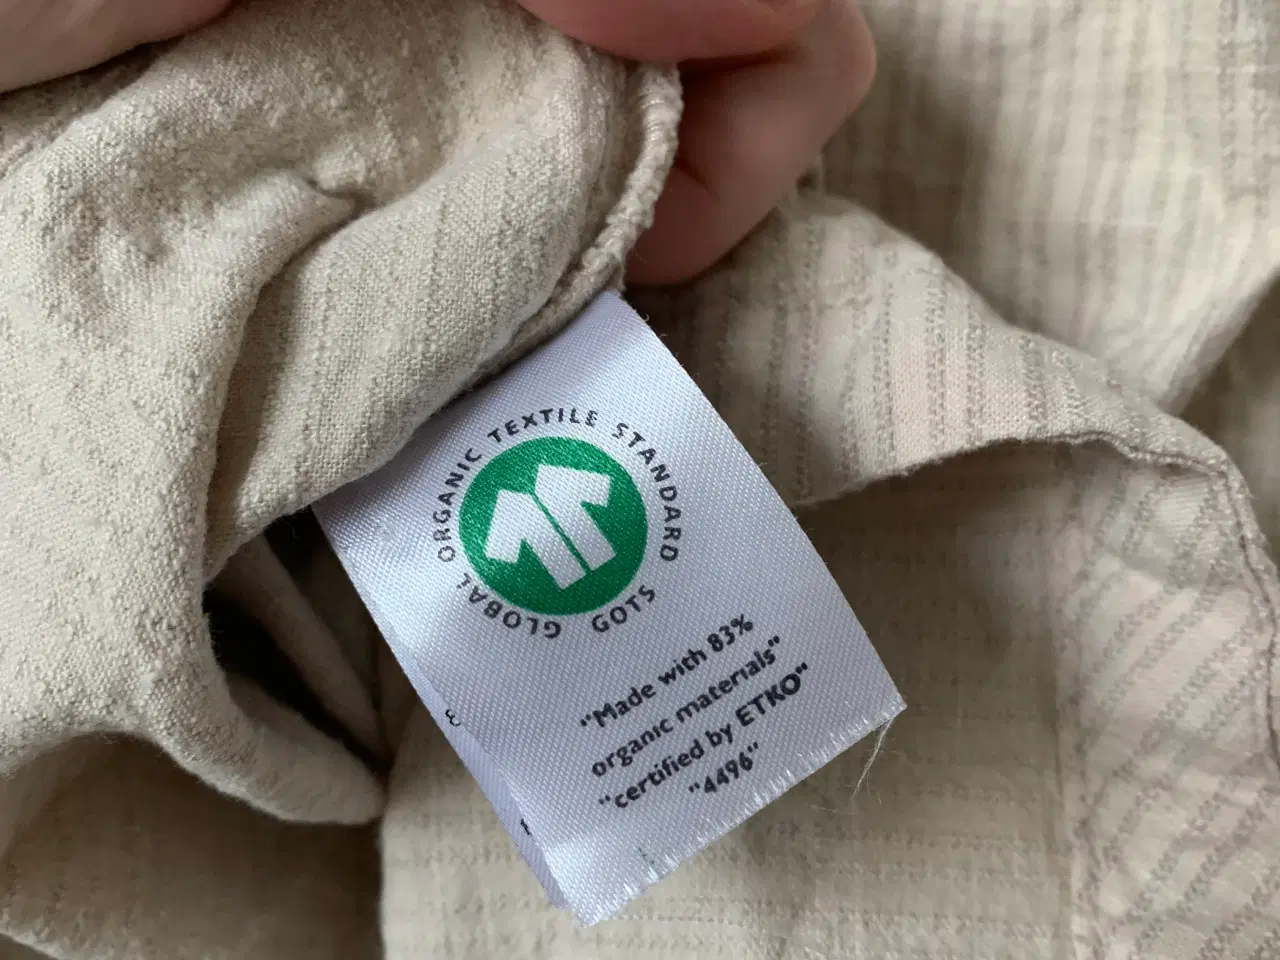 GLOBAL ORGANIC TEXTILE STANDARD
GOTS
"Made with 83%
organic materials"
"certified by ETKO"
"4496"